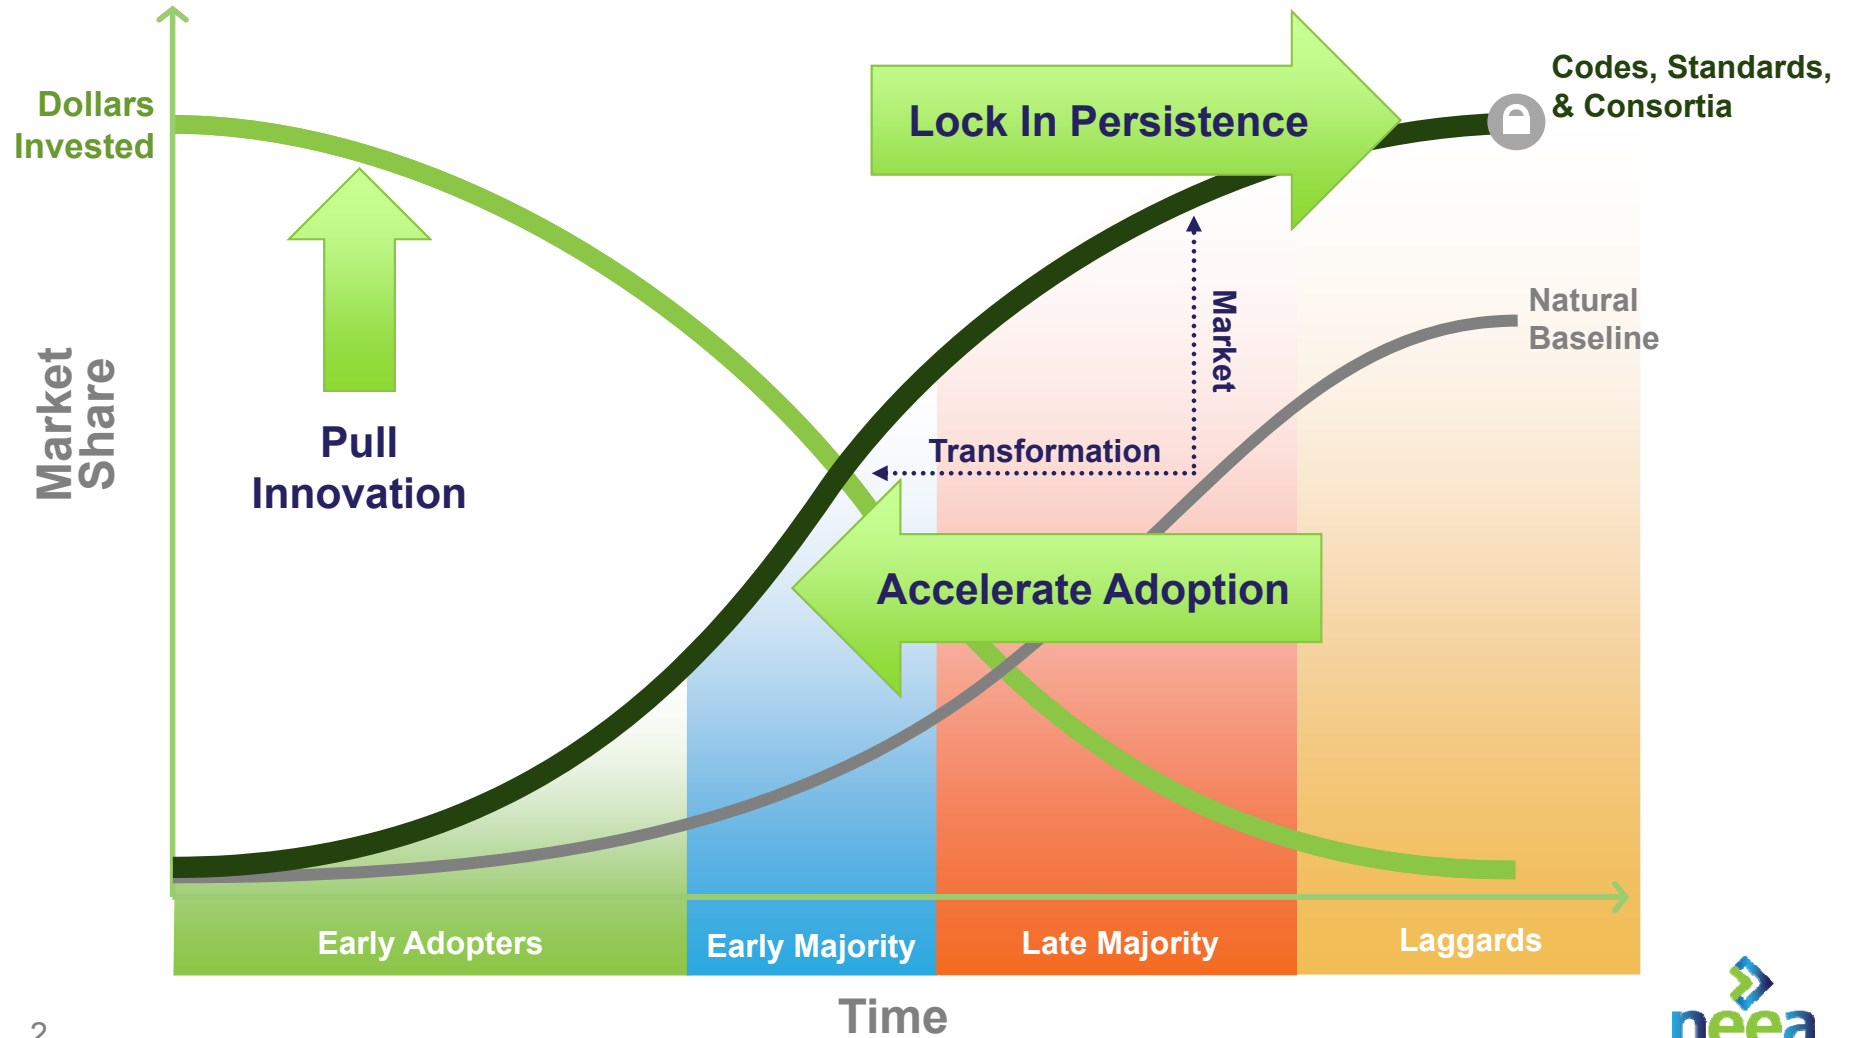 Codes, Standards,
& Consortia
Dollars
Invested
Lock In Persistence
Natural
Baseline
Market
Market
Share
Pull
Innovation
Transformation
Accelerate Adoption
Early Adopters
Early Majority
Late Majority
Laggards
Time
2
neea